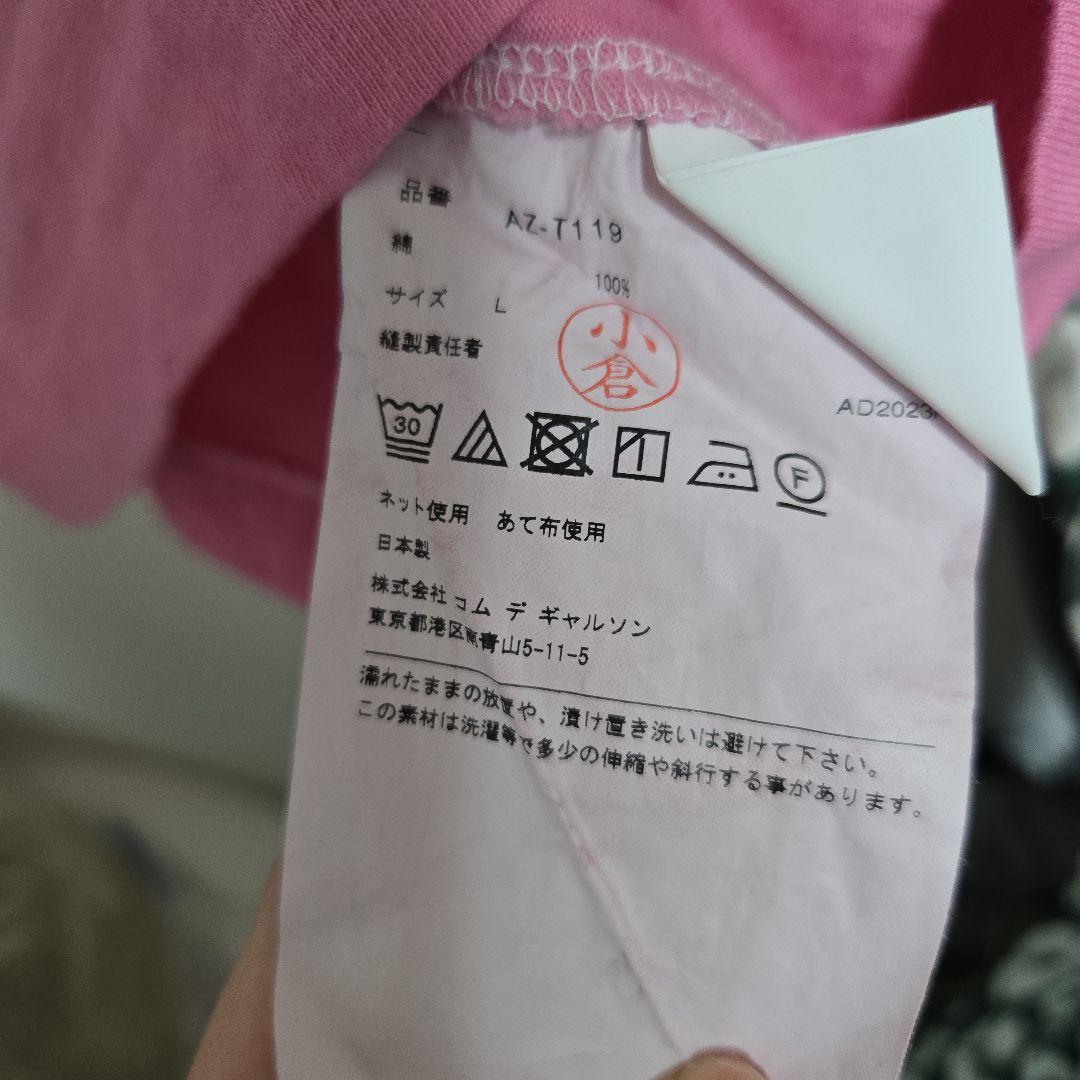 品番 AZ-T119
綿 100%
サイズ L
縫製責任者 小倉
AD2023
30
F
ネット使用 あて布使用
日本製
株式会社 コム デ ギャルソン
東京都港区南青山5-11-5
濡れたままの放置や、漬け置き洗いは避けて下さい。
この素材は洗濯等で多少の伸縮や斜行する事があります。